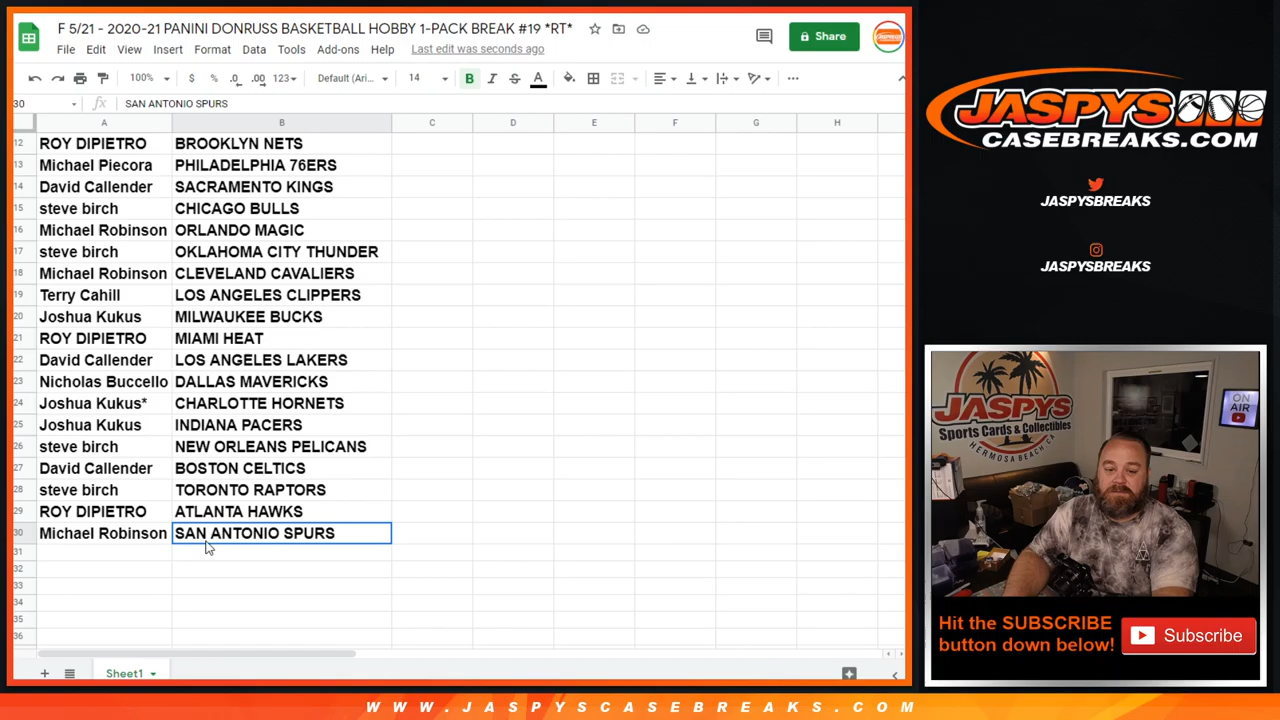 F 5/21 - 2020-21 PANINI DONRUSS BASKETBALL HOBBY 1-PACK BREAK #19 *RT*
File Edit View Insert Format Data Tools Add-ons Help Last edit was seconds ago
Share
100% $ % .0 .00 123 Default (Ari... 14 B I S A
30 fx SAN ANTONIO SPURS
A B C D E F G H
12 ROY DIPIETRO BROOKLYN NETS
13 Michael Piecora PHILADELPHIA 76ERS
14 David Callender SACRAMENTO KINGS
15 steve birch CHICAGO BULLS
16 Michael Robinson ORLANDO MAGIC
17 steve birch OKLAHOMA CITY THUNDER
18 Michael Robinson CLEVELAND CAVALIERS
19 Terry Cahill LOS ANGELES CLIPPERS
20 Joshua Kukus MILWAUKEE BUCKS
21 ROY DIPIETRO MIAMI HEAT
22 David Callender LOS ANGELES LAKERS
23 Nicholas Buccello DALLAS MAVERICKS
24 Joshua Kukus* CHARLOTTE HORNETS
25 Joshua Kukus INDIANA PACERS
26 steve birch NEW ORLEANS PELICANS
27 David Callender BOSTON CELTICS
28 steve birch TORONTO RAPTORS
29 ROY DIPIETRO ATLANTA HAWKS
30 Michael Robinson SAN ANTONIO SPURS
31
32
33
34
35
36
Sheet1
JASPYS
CASEBREAKS.COM
JASPYSBREAKS
JASPYSBREAKS
JASPYS
Sports Cards & Collectibles
HERMOSA BEACH, CA
ON
AIR
Hit the SUBSCRIBE
button down below!
Subscribe
WWW.JASPYSCASEBREAKS.COM